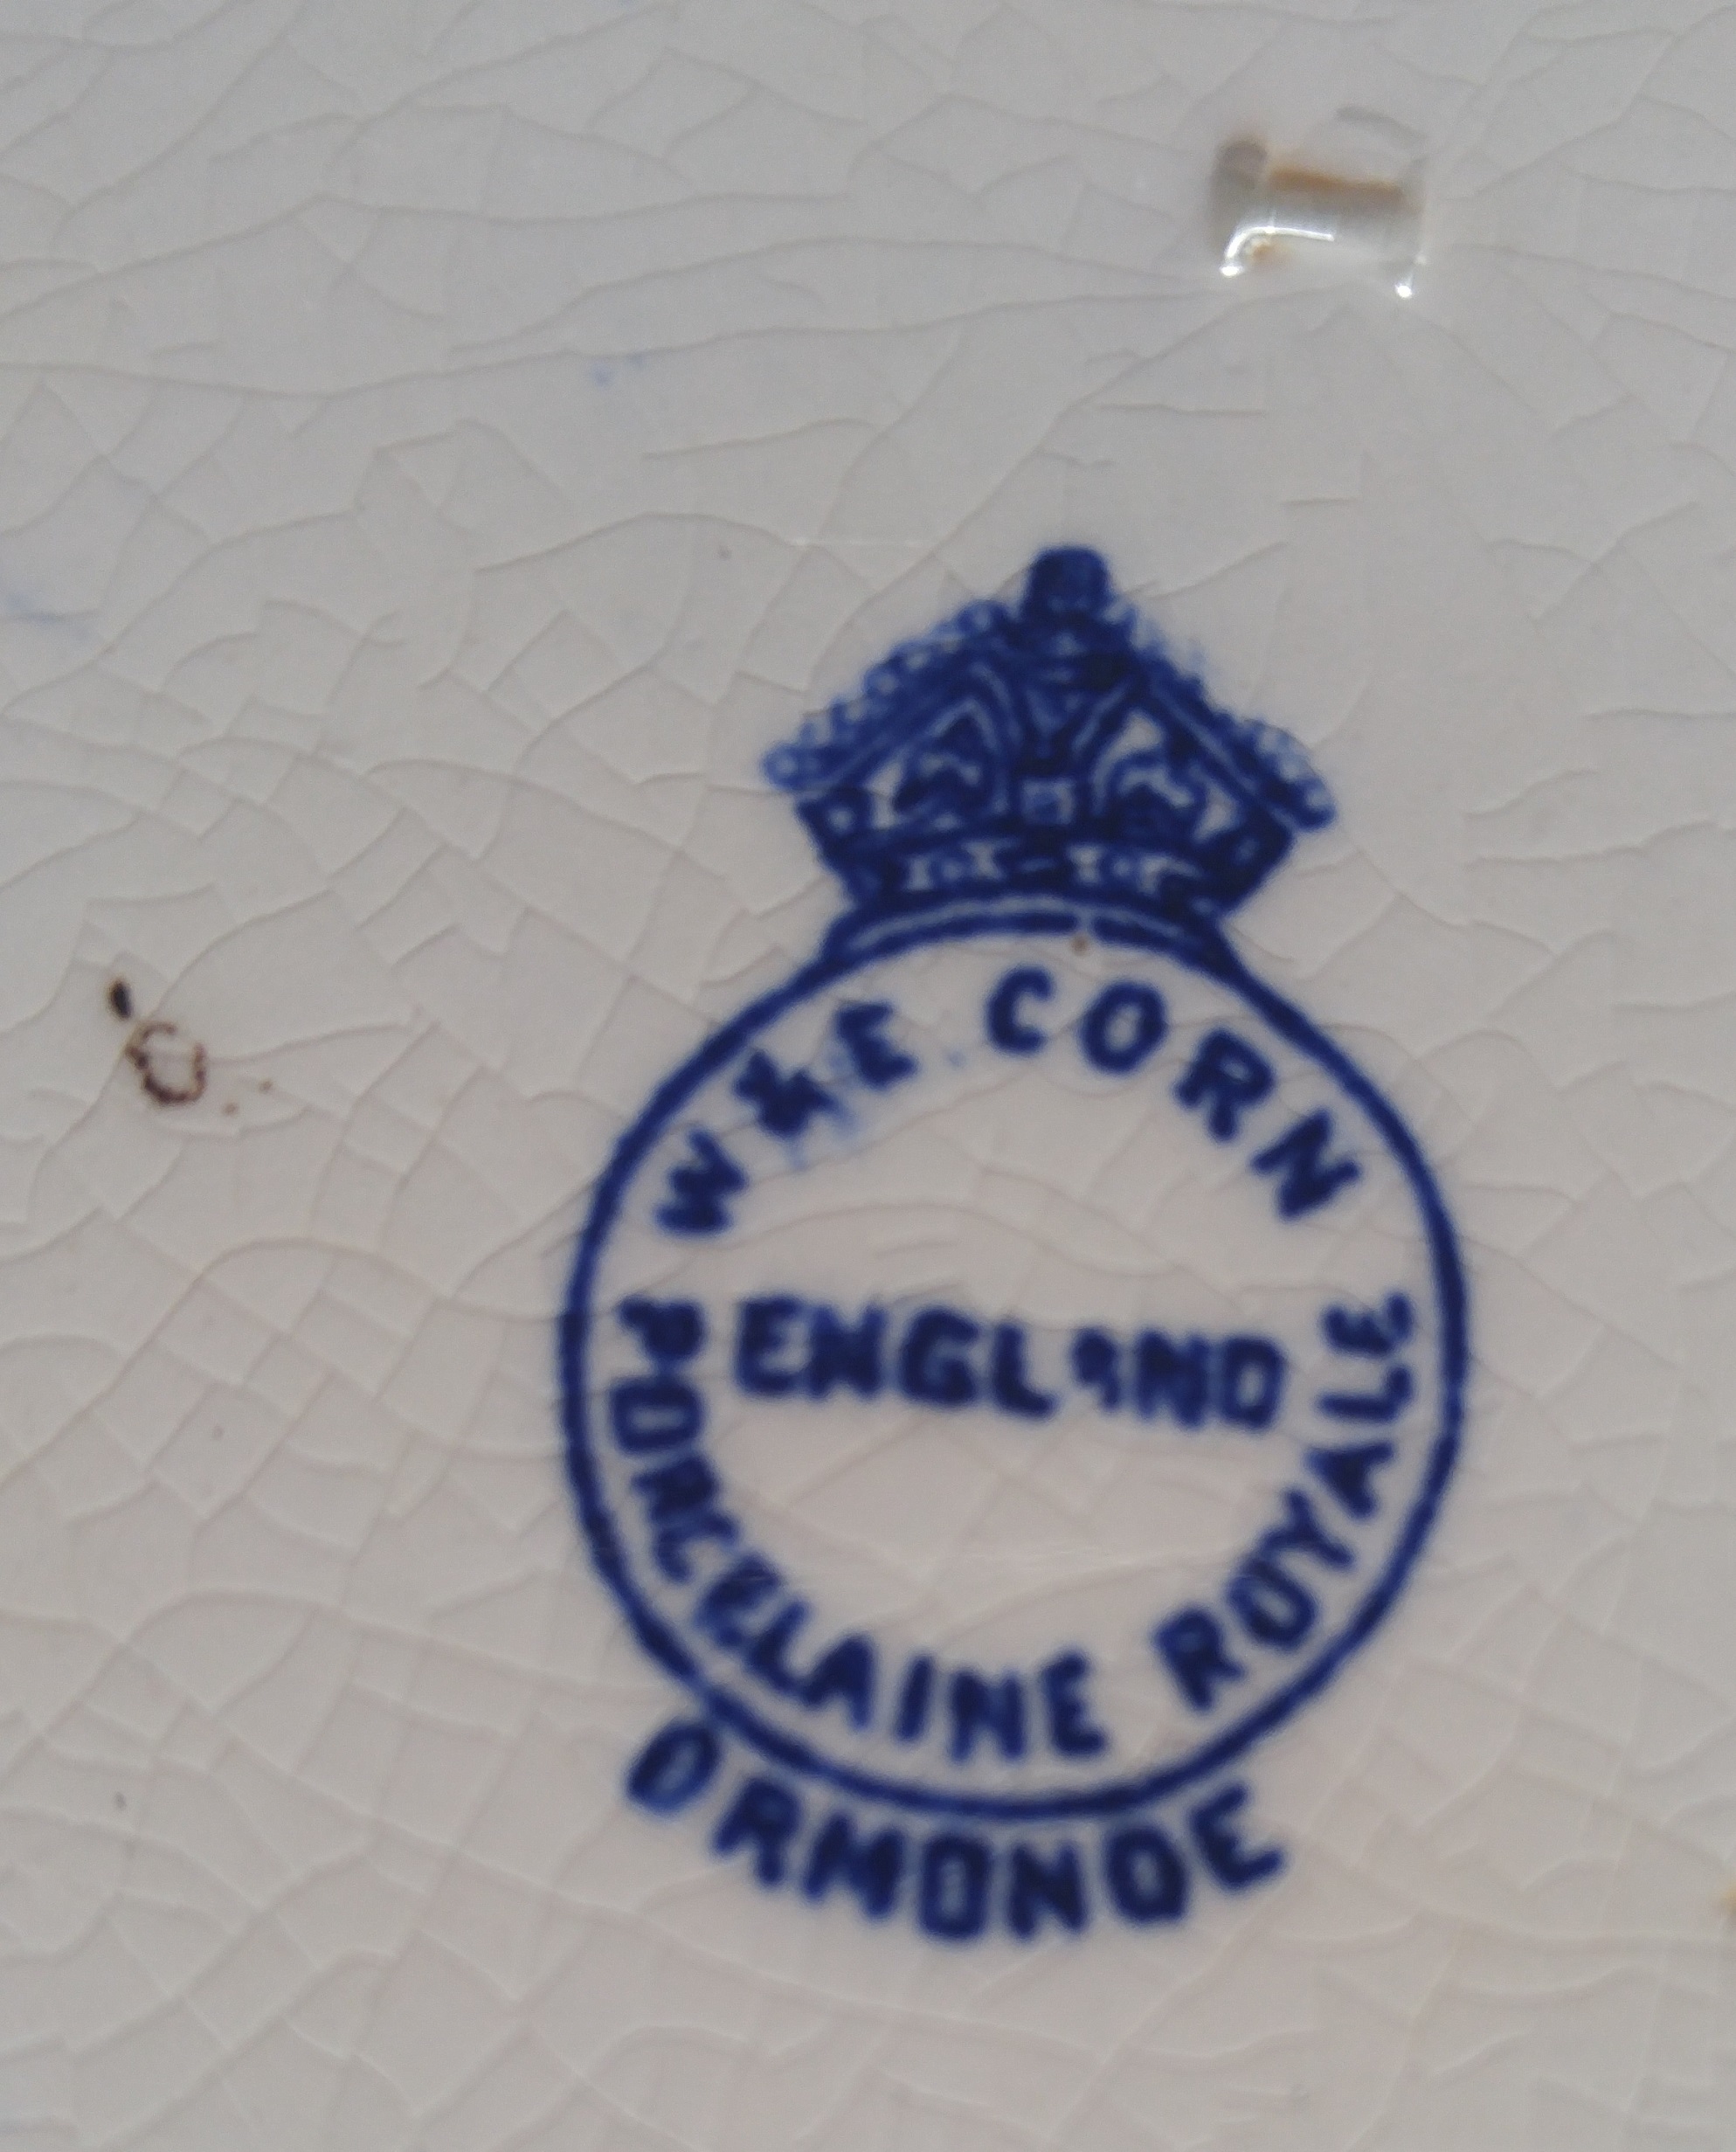 W & E CORN
ENGLAND
PORCELAINE ROYALE
ORMONDE